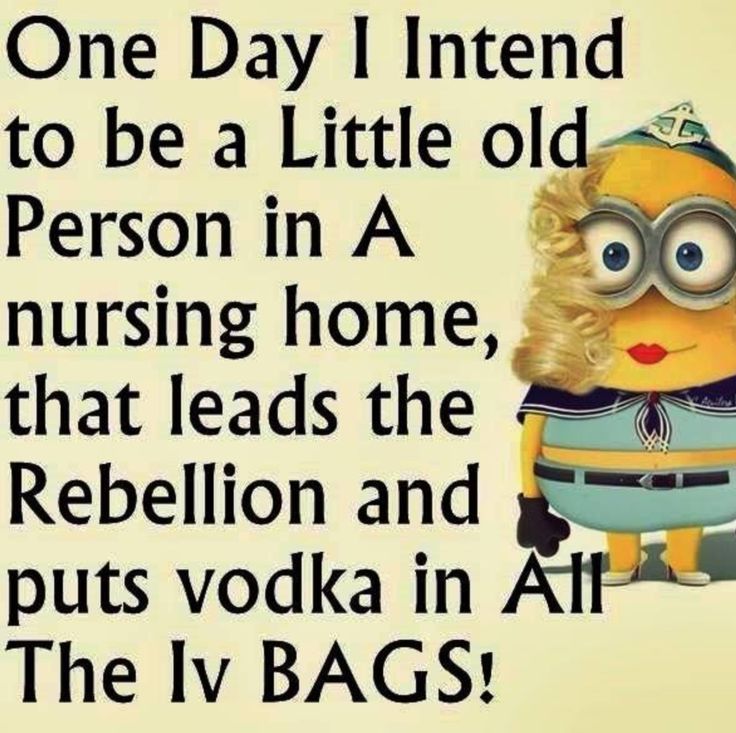 One Day I Intend
to be a Little old
Person in A
nursing home,
that leads the
Rebellion and
puts vodka in All
The Iv BAGS!